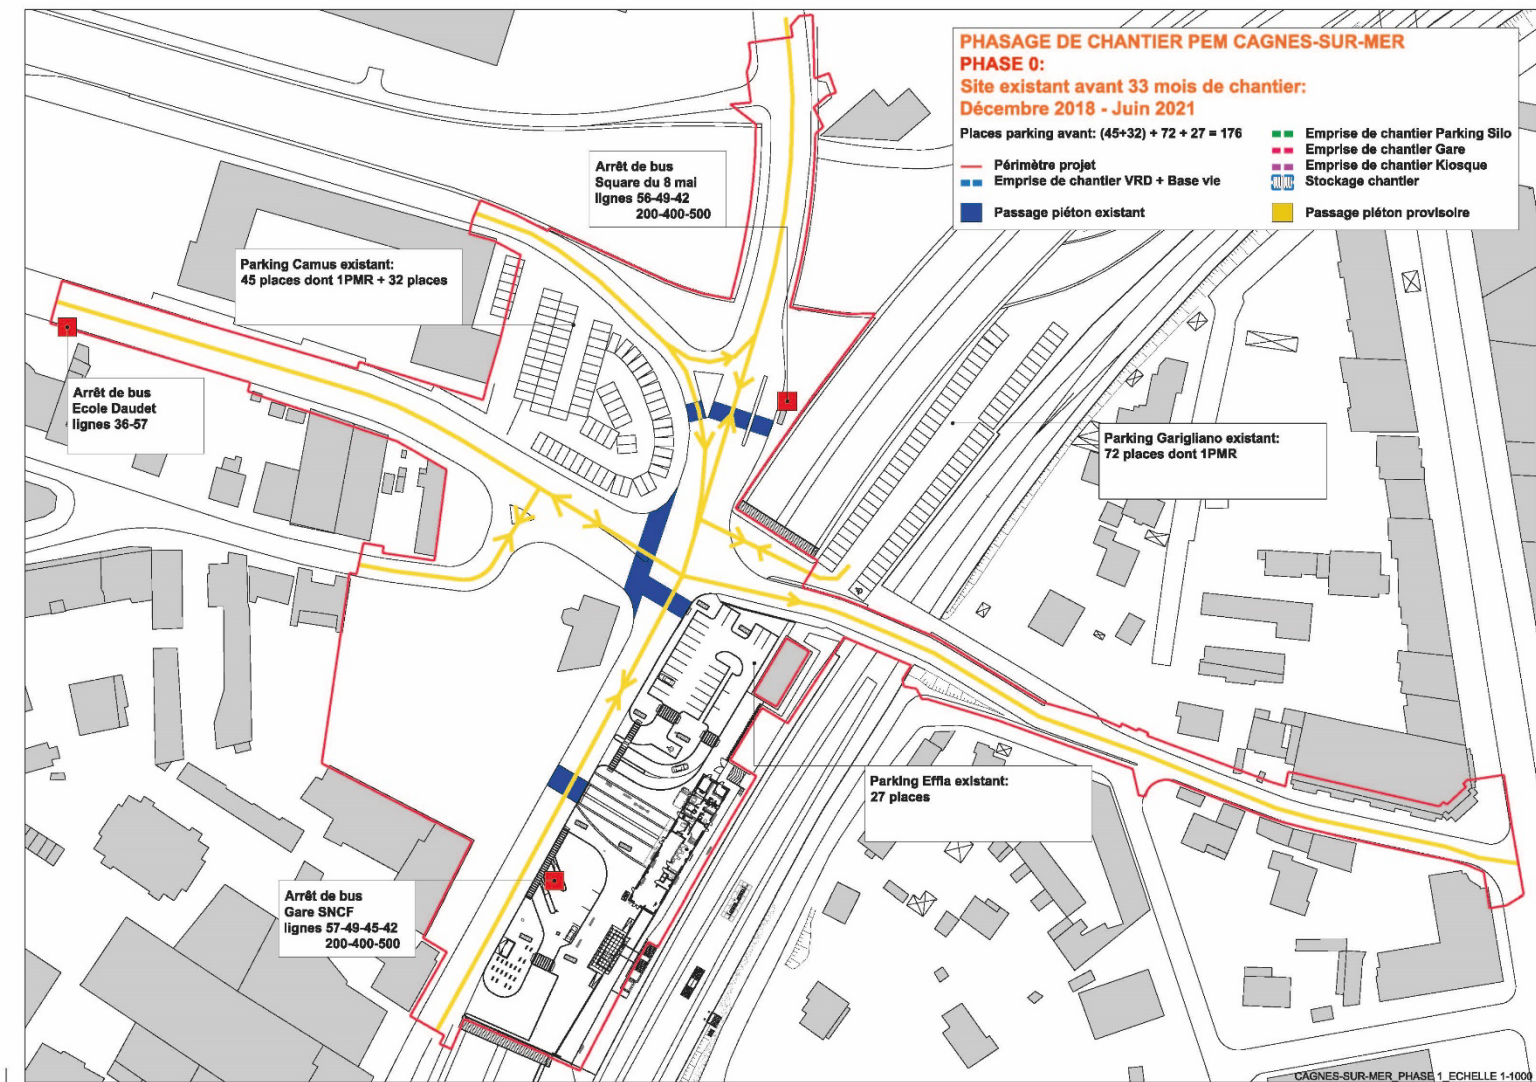 PHASAGE DE CHANTIER PEM CAGNES-SUR-MER
PHASE 0:
Site existant avant 33 mois de chantier:
Décembre 2018 - Juin 2021
Places parking avant: (45+32) + 72 + 27 = 176
Périmètre projet
Emprise de chantier VRD + Base vie
Passage piéton existant
Emprise de chantier Parking Silo
Emprise de chantier Gare
Emprise de chantier Kiosque
Stockage chantier
Passage piéton provisoire
Arrêt de bus
Square du 8 mai
lignes 56-49-42
200-400-500
Parking Camus existant:
45 places dont 1PMR + 32 places
Arrêt de bus
Ecole Daudet
lignes 36-57
Parking Garigliano existant:
72 places dont 1PMR
Parking Effia existant:
27 places
Arrêt de bus
Gare SNCF
lignes 57-49-45-42
200-400-500
CAGNES-SUR-MER_PHASE 1_ECHELLE 1-1000